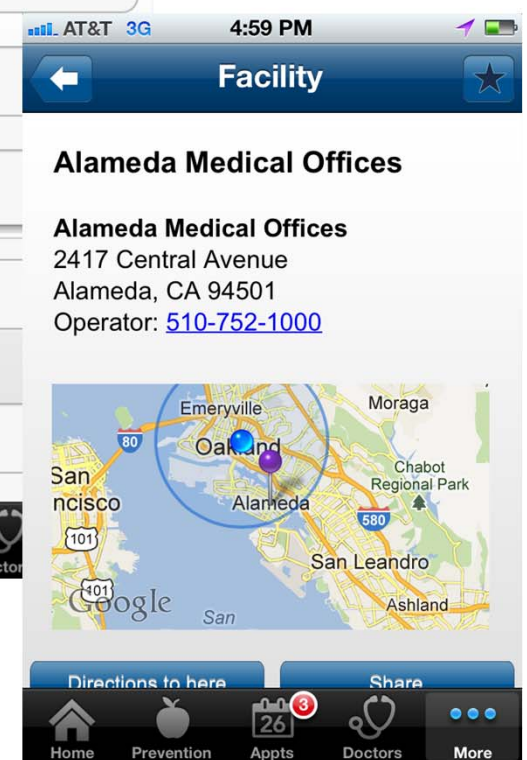 AT&T 3G 4:59 PM
Facility
Alameda Medical Offices
Alameda Medical Offices
2417 Central Avenue
Alameda, CA 94501
Operator: 510-752-1000
Emeryville
Moraga
80
Oakland
San
ncisco
Chabot
Regional Park
Alameda
101
580
San Leandro
101
Google
San
Ashland
Directions to here
Share
3
26
Home Prevention Appts Doctors More
ctor